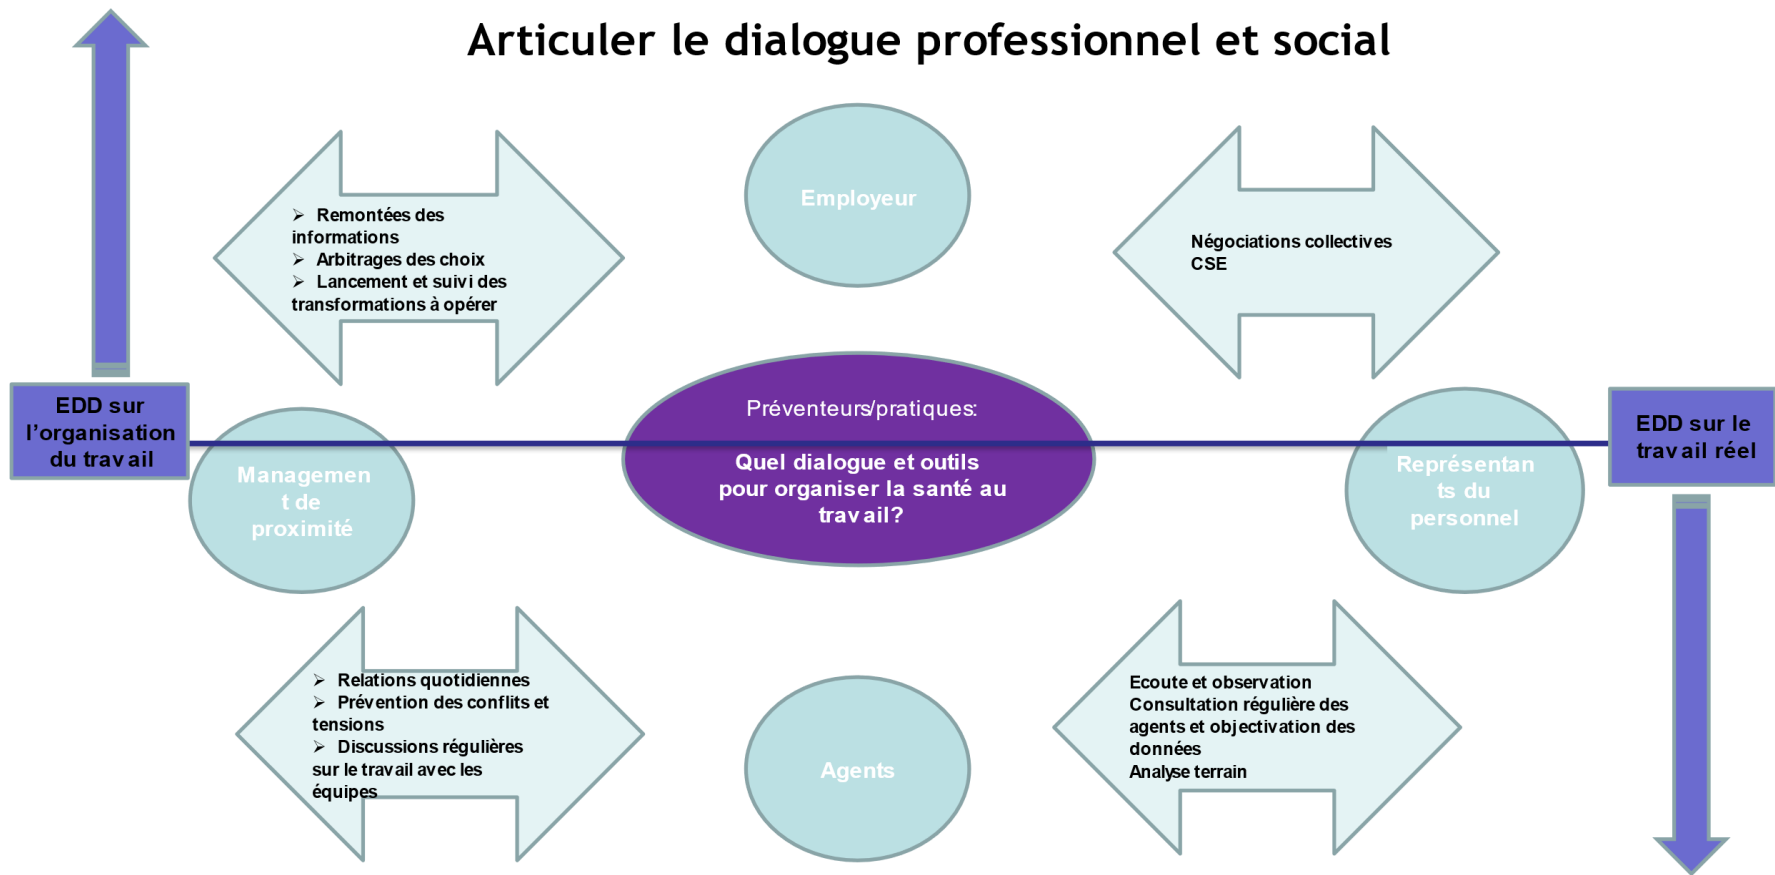 Articuler le dialogue professionnel et social
Employeur
➢ Remontées des
informations
➢ Arbitrages des choix
➢ Lancement et suivi des
transformations à opérer
Négociations collectives
CSE
EDD sur
l’organisation
du travail
Managemen
t de
proximité
Préventeurs/pratiques:
Quel dialogue et outils
pour organiser la santé au
travail?
Représentan
ts du
personnel
EDD sur le
travail réel
➢ Relations quotidiennes
➢ Prévention des conflits et
tensions
➢ Discussions régulières
sur le travail avec les
équipes
Agents
Ecoute et observation
Consultation régulière des
agents et objectivation des
données
Analyse terrain